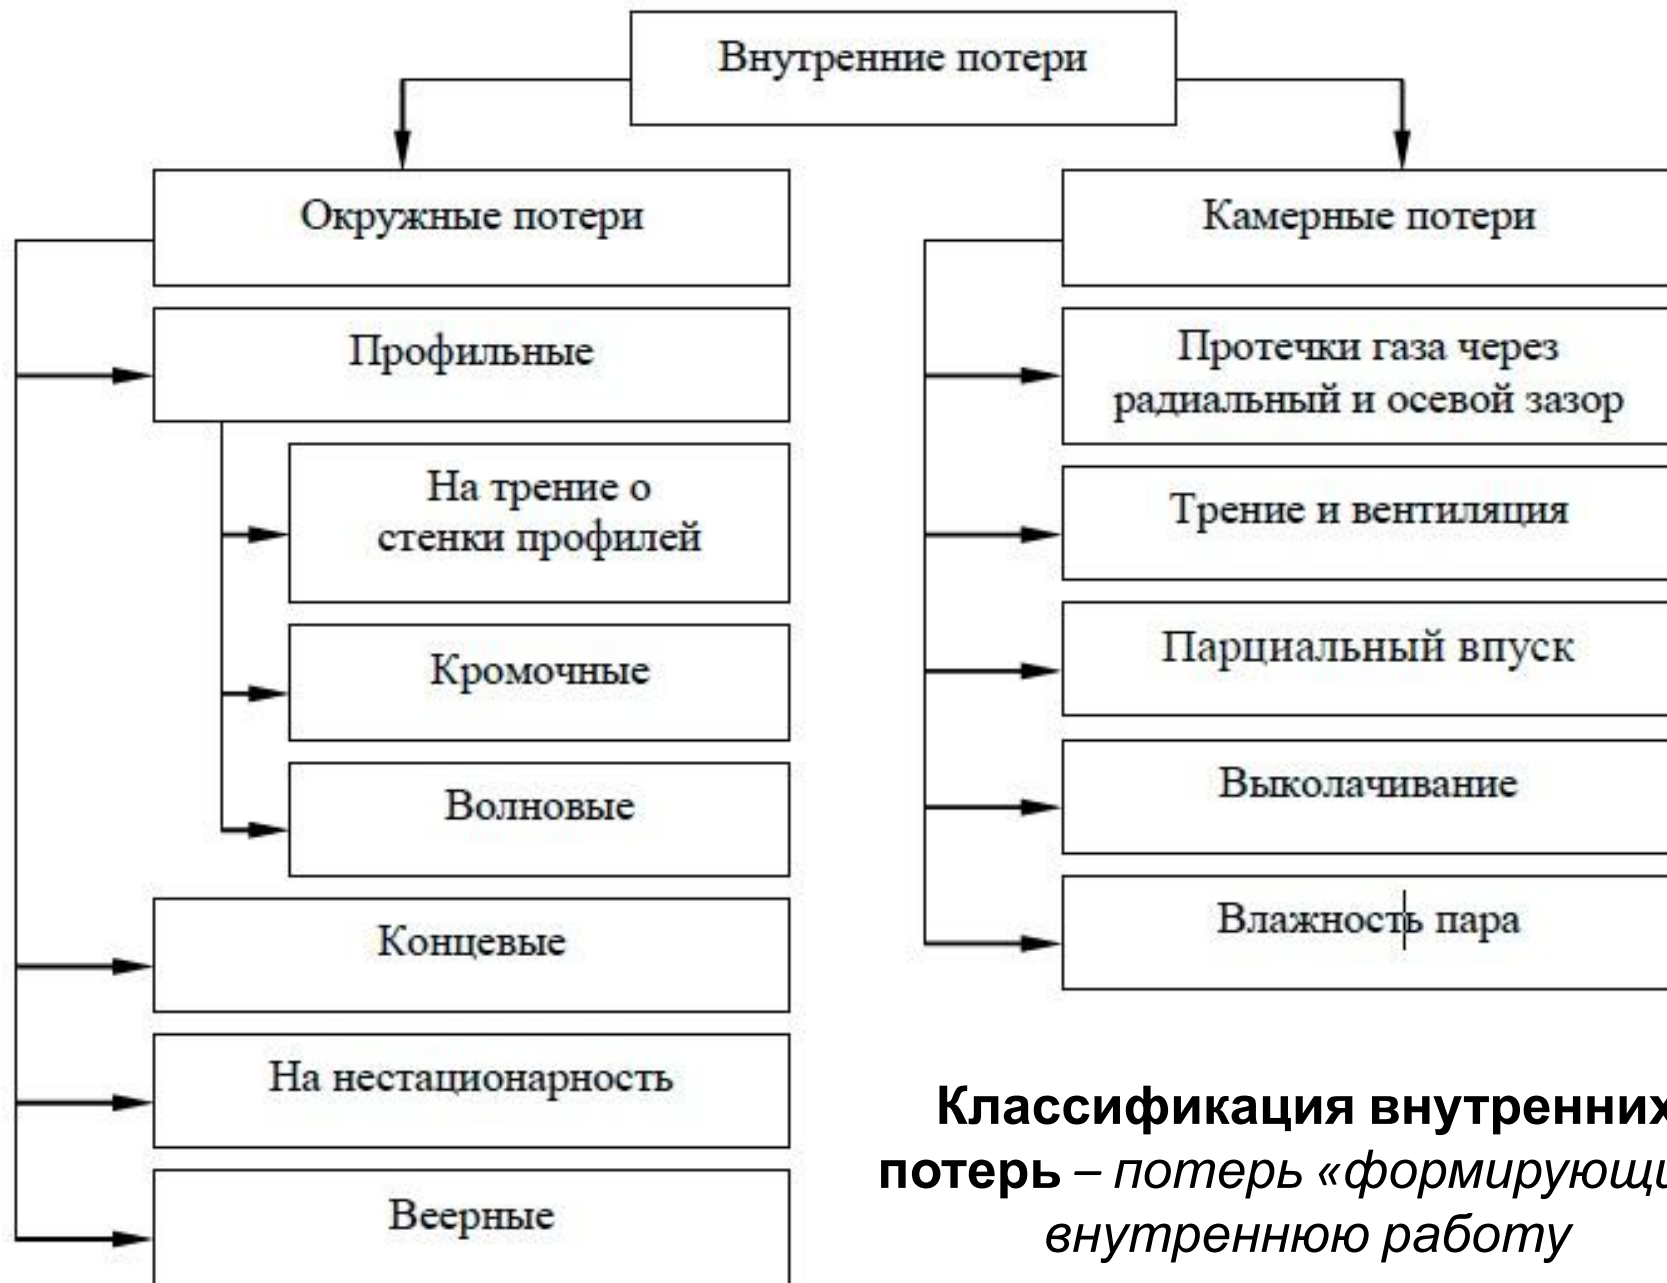 Внутренние потери
Окружные потери
Профильные
На трение о
стенки профилей
Кромочные
Волновые
Концевые
На нестационарность
Веерные
Камерные потери
Протечки газа через
радиальный и осевой зазор
Трение и вентиляция
Парциальный впуск
Выколачивание
Влажность пара
Классификация внутренних
потерь – потерь «формирующи
внутреннюю работу